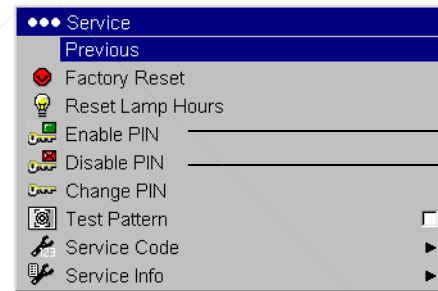 Service
Previous
Factory Reset
Reset Lamp Hours
Enable PIN
Disable PIN
Change PIN
Test Pattern
Service Code
Service Info